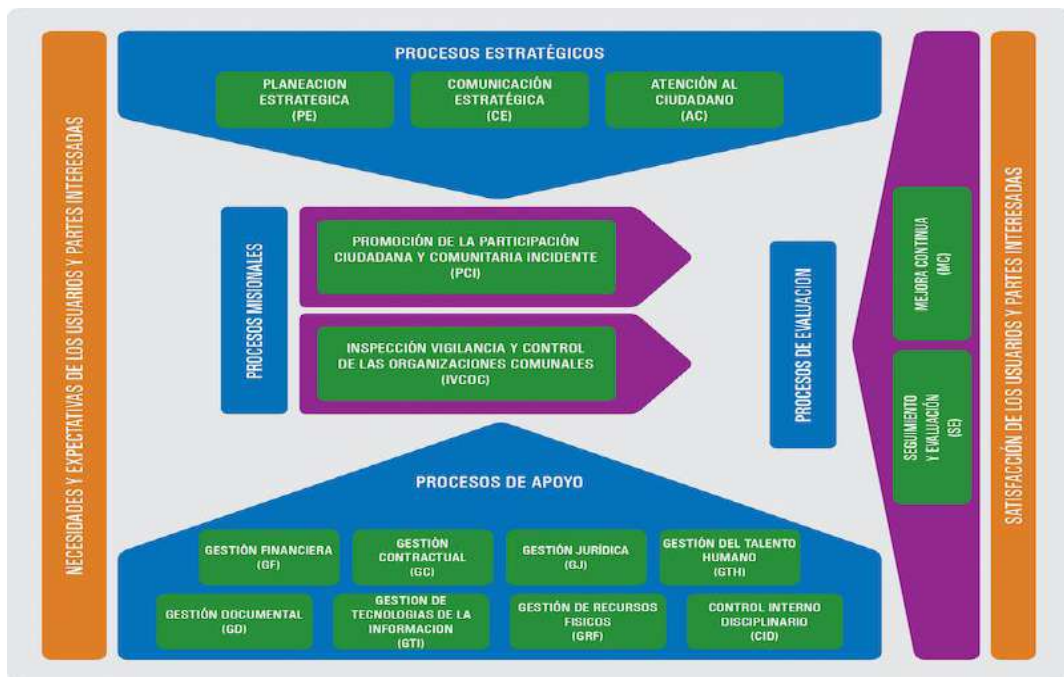 NECESIDADES Y EXPECTATIVAS DE LOS USUARIOS Y PARTES INTERESADAS
PROCESOS ESTRATÉGICOS
PLANEACION
ESTRATEGICA
(PE)
COMUNICACIÓN
ESTRATÉGICA
(CE)
ATENCIÓN AL
CIUDADANO
(AC)
PROCESOS MISIONALES
PROMOCIÓN DE LA PARTICIPACIÓN
CIUDADANA Y COMUNITARIA INCIDENTE
(PCI)
INSPECCIÓN VIGILANCIA Y CONTROL
DE LAS ORGANIZACIONES COMUNALES
(IVCOC)
PROCESOS DE EVALUACION
MEJORA CONTINUA
(MC)
SEGUIMIENTO
Y EVALUACIÓN
(SE)
PROCESOS DE APOYO
GESTIÓN FINANCIERA
(GF)
GESTIÓN
CONTRACTUAL
(GC)
GESTIÓN JURÍDICA
(GJ)
GESTIÓN DEL TALENTO
HUMANO
(GTH)
GESTIÓN DOCUMENTAL
(GD)
GESTION DE
TECNOLOGIAS DE LA
INFORMACION
(GTI)
GESTIÓN DE RECURSOS
FISICOS
(GRF)
CONTROL INTERNO
DISCIPLINARIO
(CID)
SATISFACCIÓN DE LOS USUARIOS Y PARTES INTERESADAS